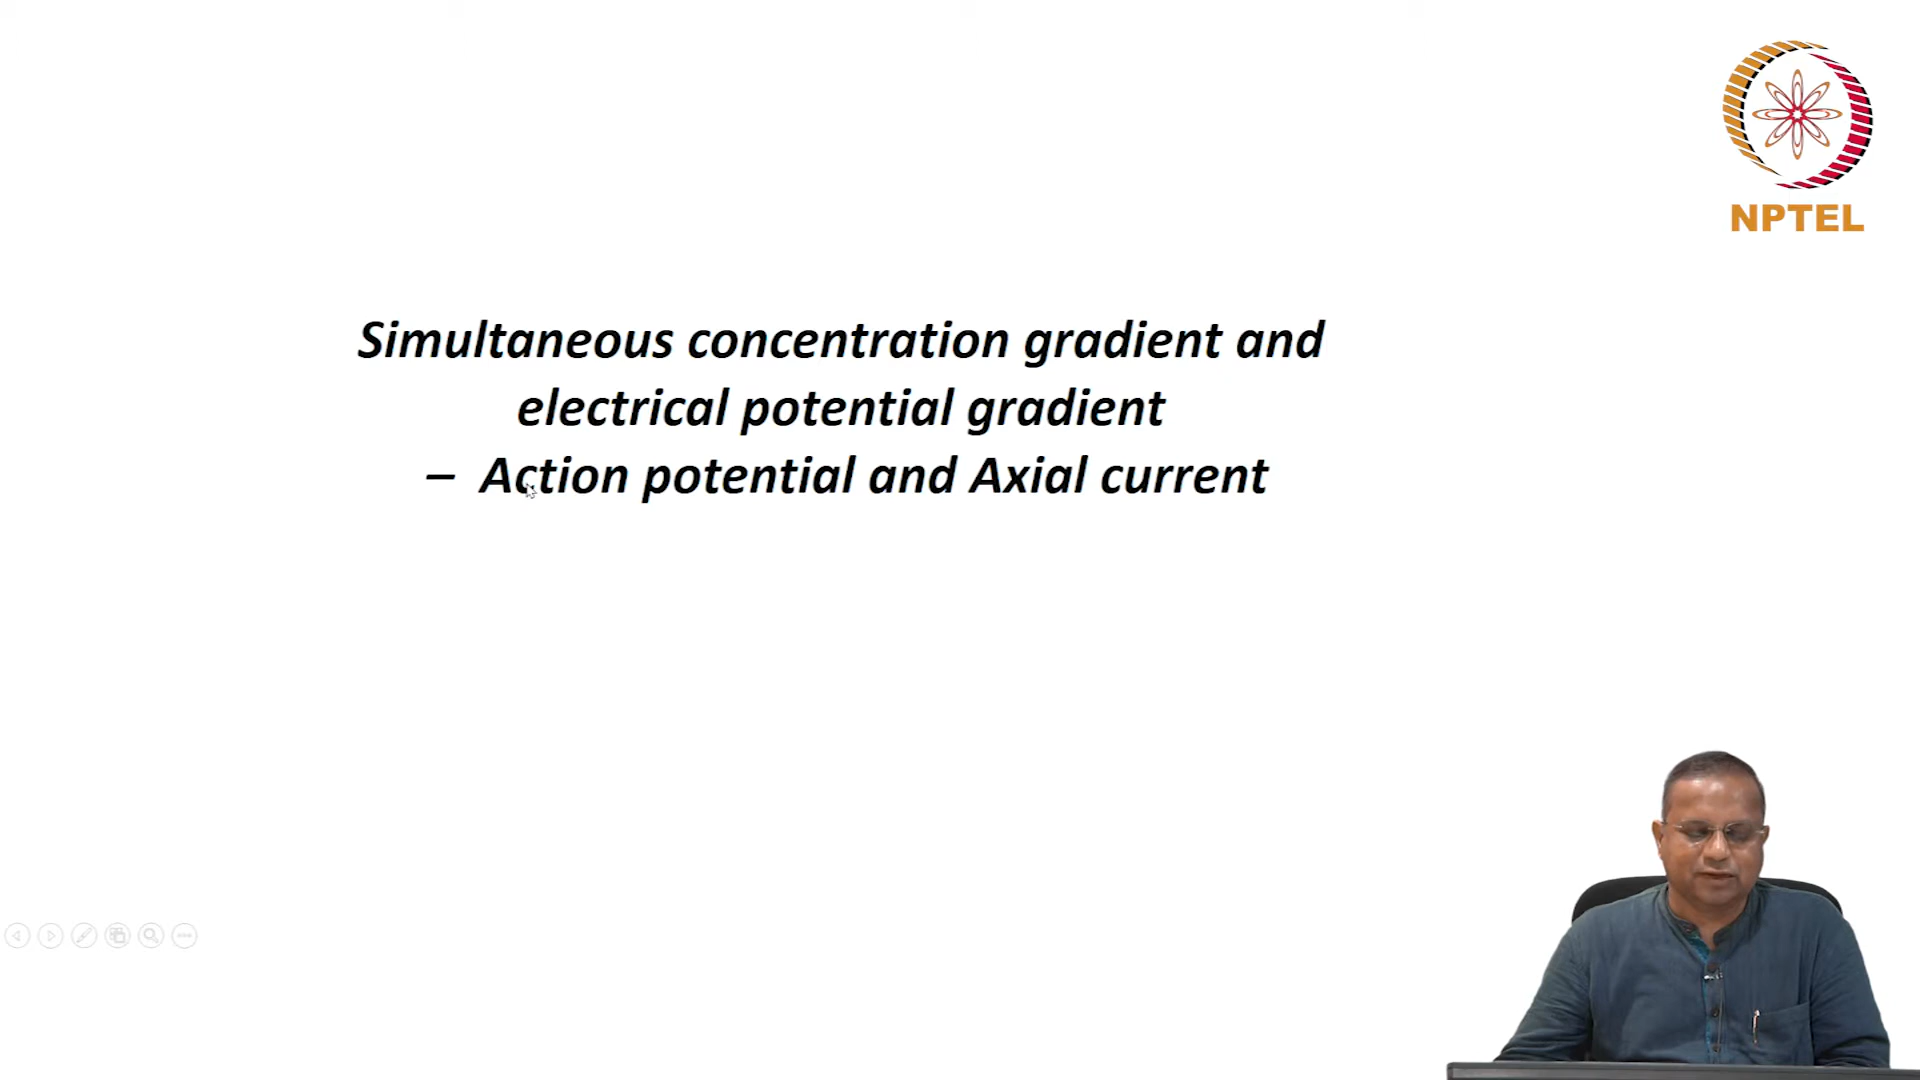 NPTEL
Simultaneous concentration gradient and
electrical potential gradient
– Action potential and Axial current